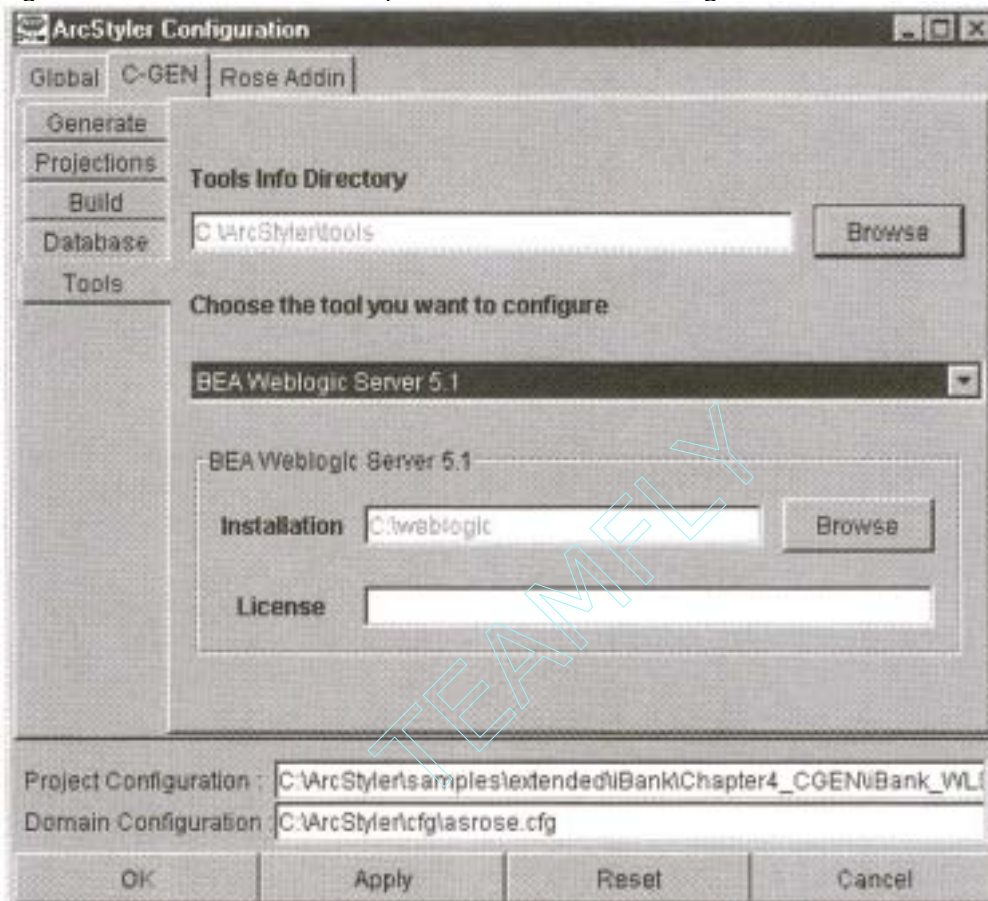 ArcStyler Configuration
Global C-GEN Rose Addin
Generate
Projections
Build
Database
Tools
Tools Info Directory
C:\ArcStyler\tools Browse
Choose the tool you want to configure
BEA Weblogic Server 5.1
BEA Weblogic Server 5.1
Installation C:\weblogic Browse
License
TEAMFLY
Project Configuration : C:\ArcStyler\samples\extended\iBank\Chapter4_CGEN\iBank_WL
Domain Configuration : C:\ArcStyler\cfg\asrose.cfg
OK Apply Reset Cancel